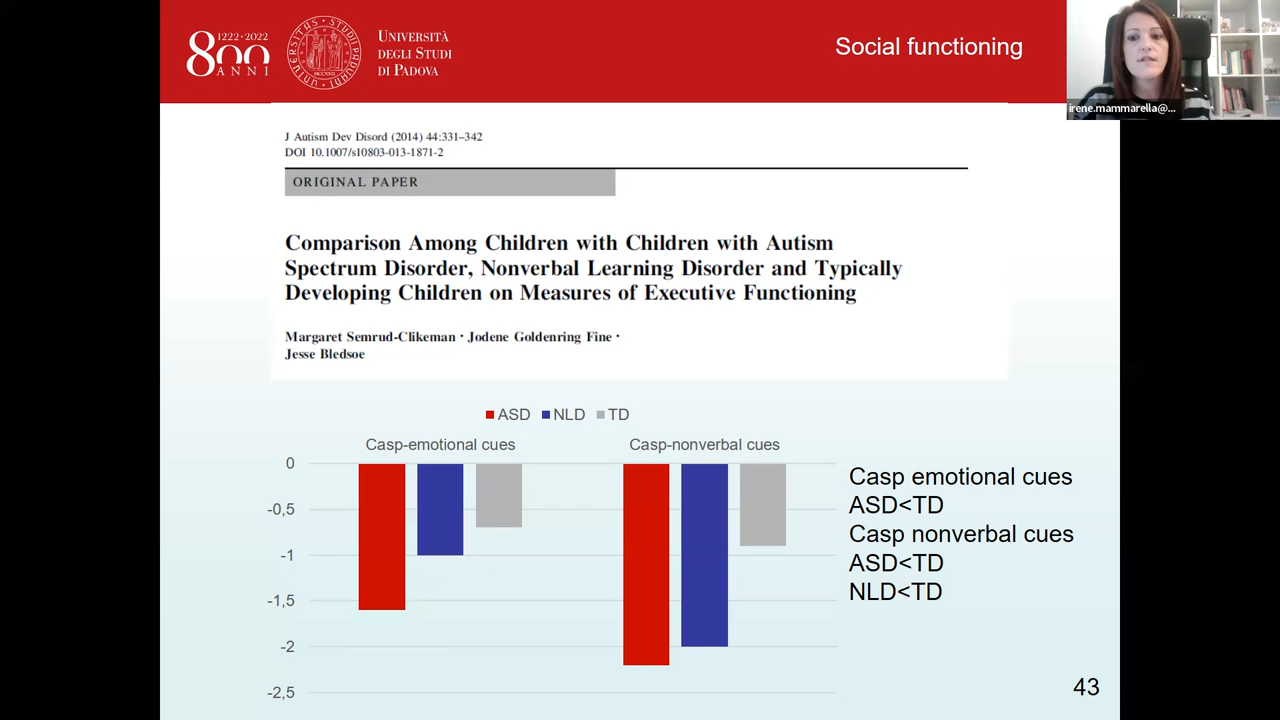 1222·2022
800
ANNI
UNIVERSITÀ
DEGLI STUDI
DI PADOVA
Social functioning
irene.mammarella@...
J Autism Dev Disord (2014) 44:331–342
DOI 10.1007/s10803-013-1871-2
ORIGINAL PAPER
Comparison Among Children with Children with Autism
Spectrum Disorder, Nonverbal Learning Disorder and Typically
Developing Children on Measures of Executive Functioning
Margaret Semrud-Clikeman · Jodene Goldenring Fine ·
Jesse Bledsoe
ASD NLD TD
Casp-emotional cues Casp-nonverbal cues
0
-0,5
-1
-1,5
-2
-2,5
Casp emotional cues
ASD<TD
Casp nonverbal cues
ASD<TD
NLD<TD
43